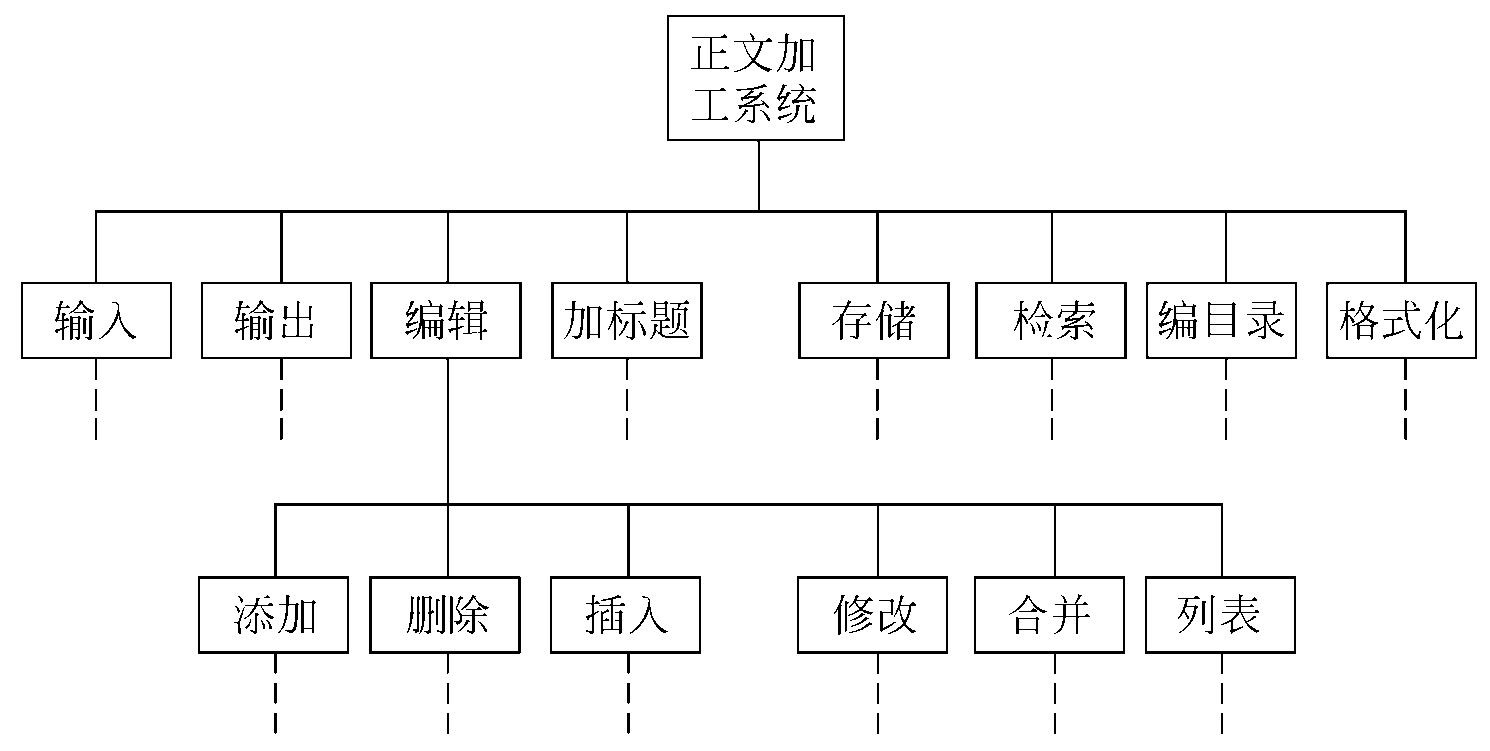 正文加
工系统
输入
输出
编辑
加标题
存储
检索
编目录
格式化
添加
删除
插入
修改
合并
列表